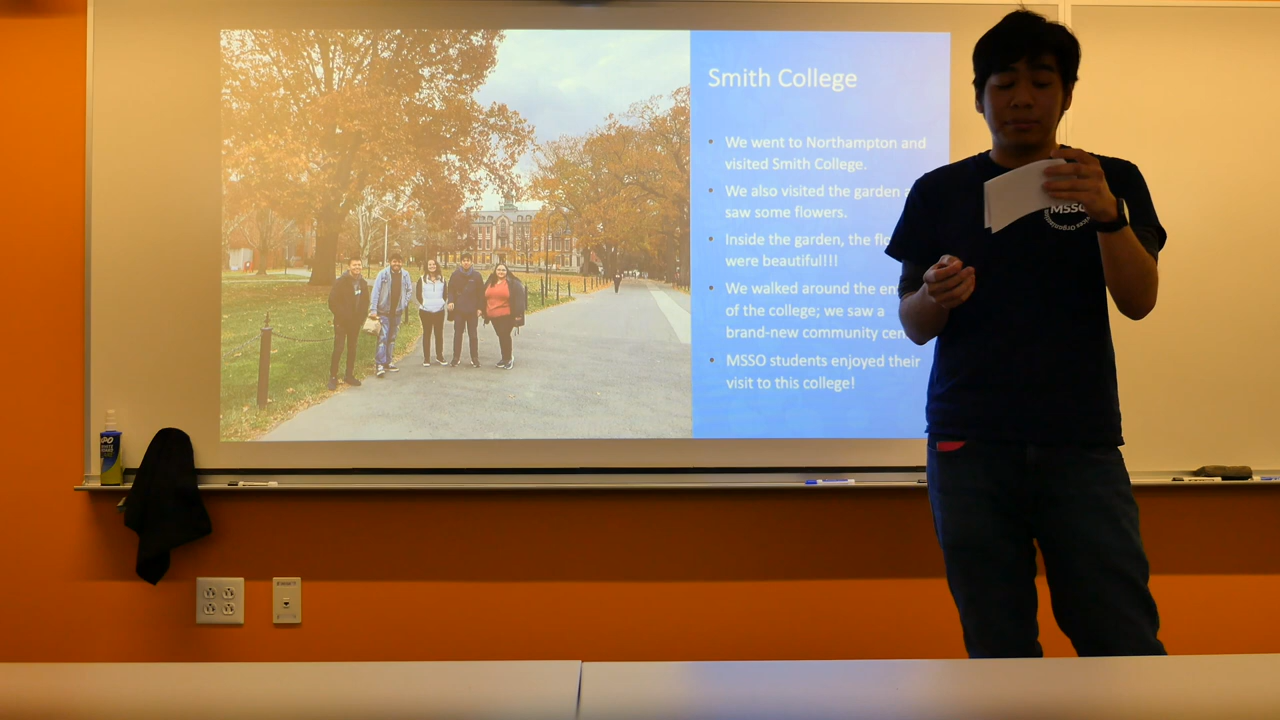 Smith College
• We went to Northampton and
visited Smith College.
• We also visited the garden
saw some flowers.
• Inside the garden, the
were beautiful!!!
• We walked around the
of the college; we saw a
brand-new community
• MSSO students enjoyed their
visit to this college!
MSSO